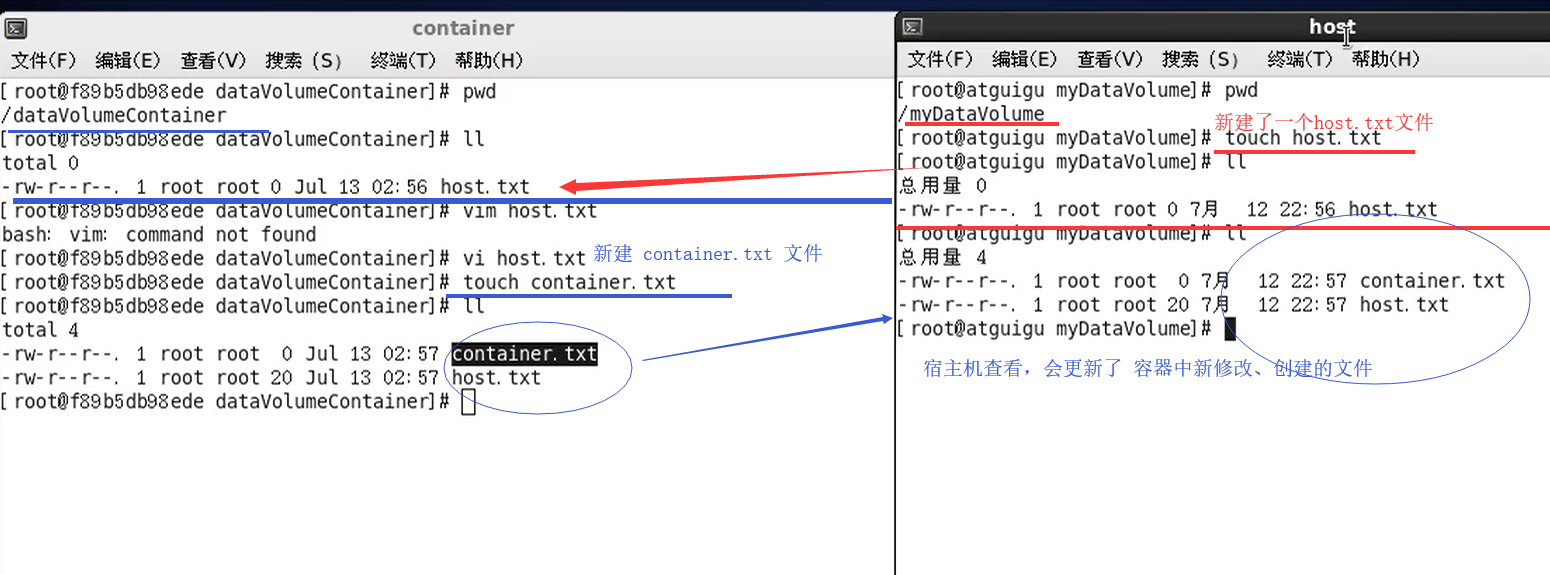 container
文件(F) 编辑(E) 查看(V) 搜索 (S) 终端(T) 帮助(H)
[root@f89b5db98ede dataVolumeContainer]# pwd
/dataVolumeContainer
[root@f89b5db98ede dataVolumeContainer]# ll
total 0
-rw-r--r--. 1 root root 0 Jul 13 02:56 host.txt
[root@f89b5db98ede dataVolumeContainer]# vim host.txt
bash: vim: command not found
[root@f89b5db98ede dataVolumeContainer]# vi host.txt
新建 container.txt 文件
[root@f89b5db98ede dataVolumeContainer]# touch container.txt
[root@f89b5db98ede dataVolumeContainer]# ll
total 4
-rw-r--r--. 1 root root  0 Jul 13 02:57 container.txt
-rw-r--r--. 1 root root 20 Jul 13 02:57 host.txt
[root@f89b5db98ede dataVolumeContainer]#
host
文件(F) 编辑(E) 查看(V) 搜索 (S) 终端(T) 帮助(H)
[root@atguigu myDataVolume]# pwd
/myDataVolume
新建了一个host.txt文件
[root@atguigu myDataVolume]# touch host.txt
[root@atguigu myDataVolume]# ll
总用量 0
-rw-r--r--. 1 root root 0 7月  12 22:56 host.txt
[root@atguigu myDataVolume]# ll
总用量 4
-rw-r--r--. 1 root root  0 7月  12 22:57 container.txt
-rw-r--r--. 1 root root 20 7月  12 22:57 host.txt
[root@atguigu myDataVolume]#
宿主机查看，会更新了 容器中新修改、创建的文件